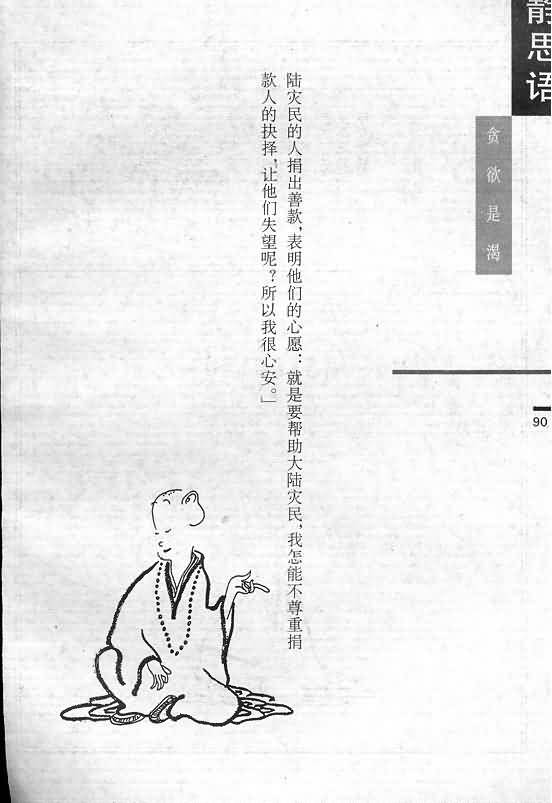 静思语
贪欲是渴
陆灾民的人捐出善款，表明他们的心愿：就是要帮助大陆灾民，我怎能不尊重捐
款人的抉择，让他们失望呢？所以我很心安。」
90